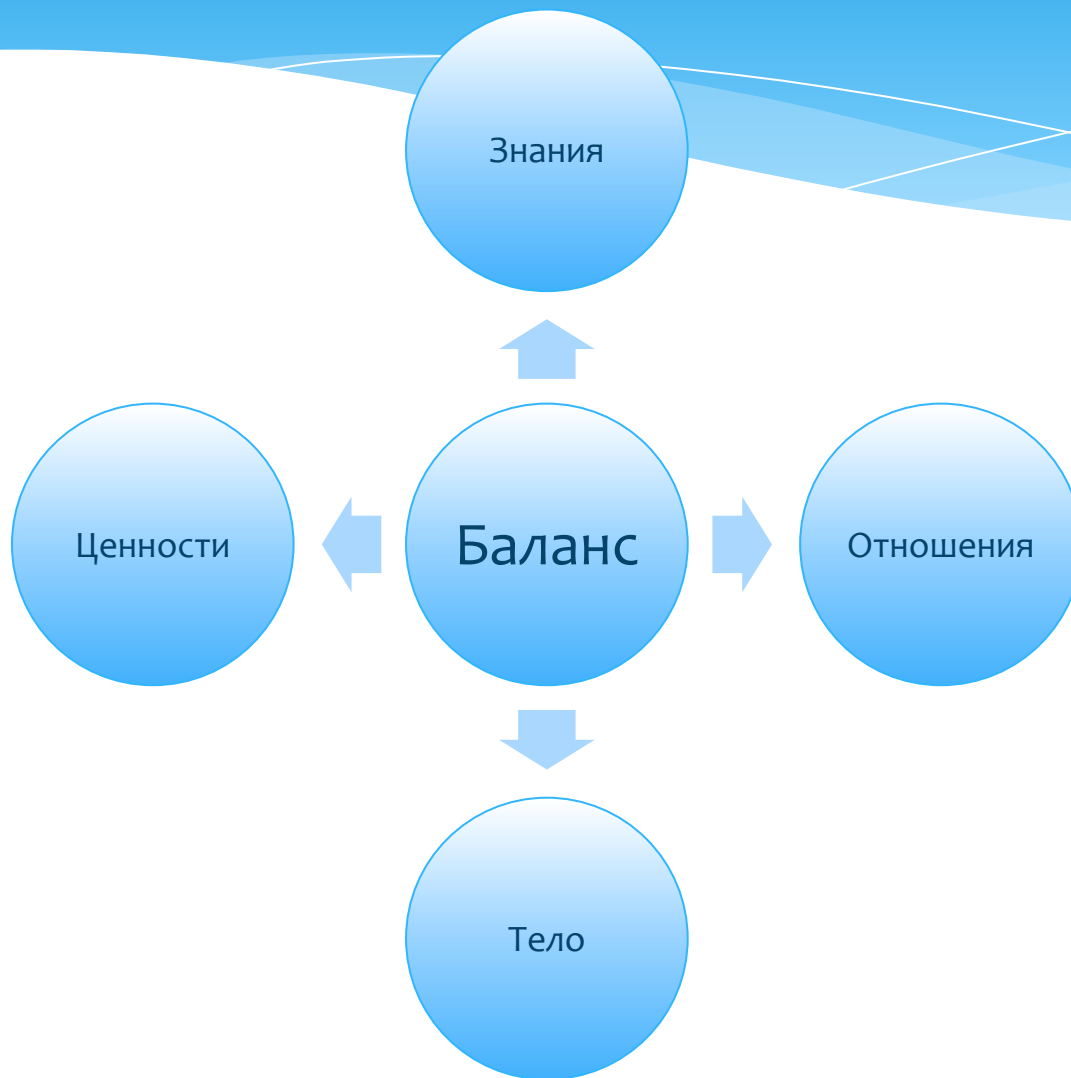 Знания
Ценности
Баланс
Отношения
Тело